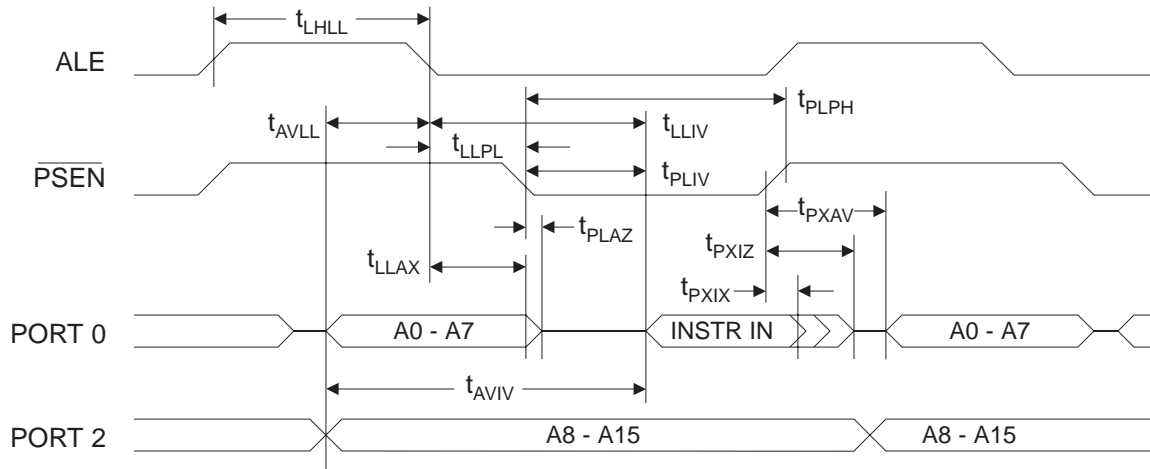 tLHLL
ALE
tPLPH
tAVLL
tLLIV
tLLPL
PSEN
tPLIV
tPXAV
tPLAZ
tPXIZ
tLLAX
tPXIX
PORT 0
A0 - A7
INSTR IN
A0 - A7
tAVIV
PORT 2
A8 - A15
A8 - A15